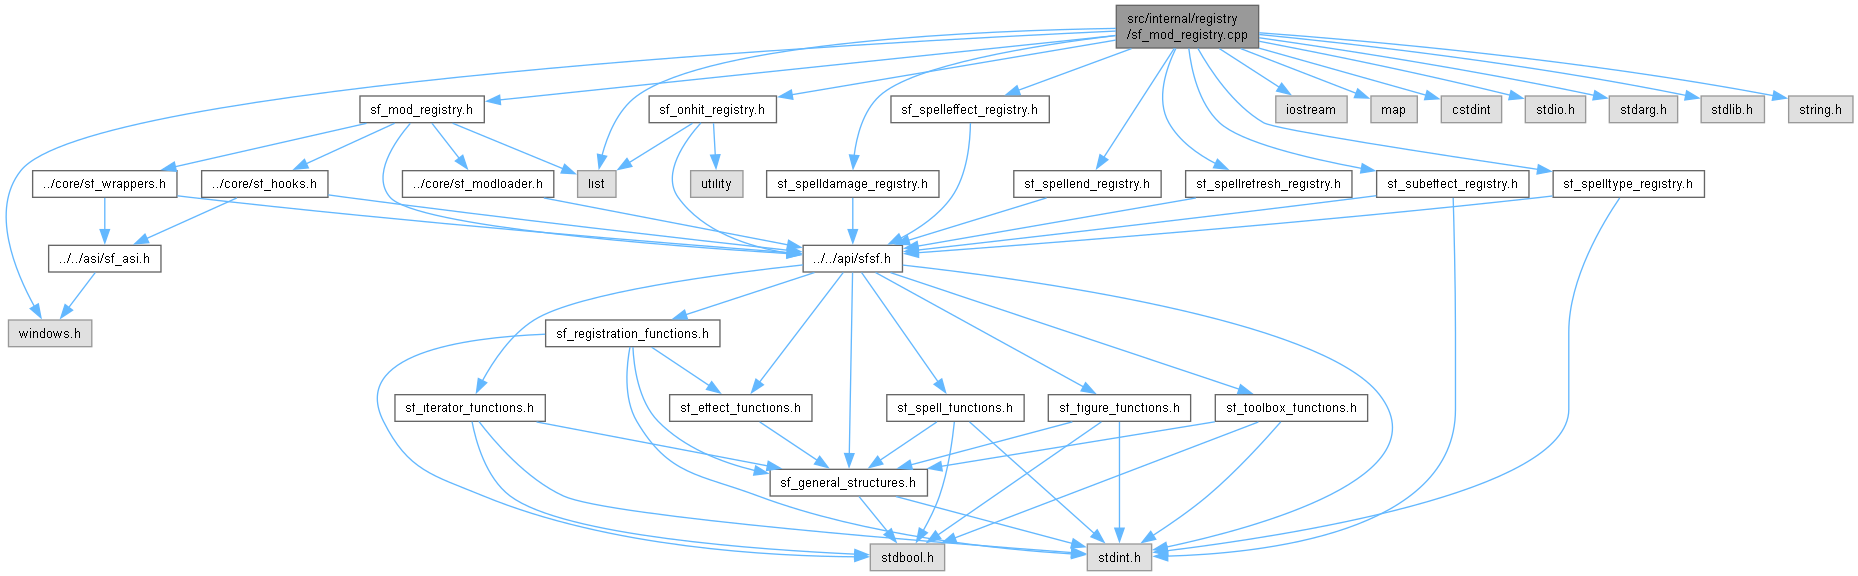 src/internal/registry
/sf_mod_registry.cpp
sf_mod_registry.h
sf_onhit_registry.h
sf_spelleffect_registry.h
iostream
map
cstdint
stdio.h
stdarg.h
stdlib.h
string.h
../core/sf_wrappers.h
../core/sf_hooks.h
../core/sf_modloader.h
list
utility
sf_spelldamage_registry.h
sf_spellend_registry.h
sf_spellrefresh_registry.h
sf_subeffect_registry.h
sf_spelltype_registry.h
../../asi/sf_asi.h
../../api/sfsf.h
windows.h
sf_registration_functions.h
sf_iterator_functions.h
sf_effect_functions.h
sf_spell_functions.h
sf_figure_functions.h
sf_toolbox_functions.h
sf_general_structures.h
stdbool.h
stdint.h